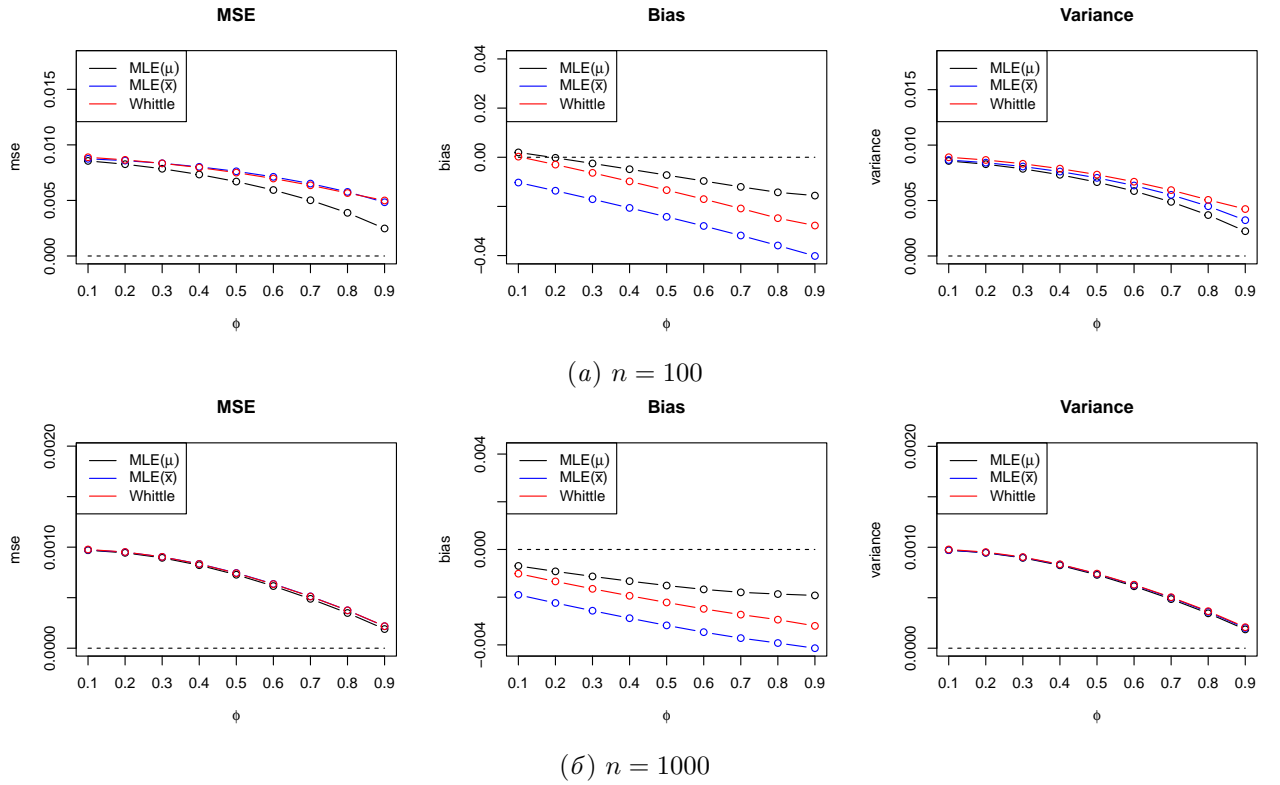 MSE
mse
0.000
0.005
0.010
0.015
MLE(μ)
MLE(x̅)
Whittle
0.1 0.2 0.3 0.4 0.5 0.6 0.7 0.8 0.9
ϕ
Bias
bias
−0.04
0.00
0.02
0.04
MLE(μ)
MLE(x̅)
Whittle
0.1 0.2 0.3 0.4 0.5 0.6 0.7 0.8 0.9
ϕ
Variance
variance
0.000
0.005
0.010
0.015
MLE(μ)
MLE(x̅)
Whittle
0.1 0.2 0.3 0.4 0.5 0.6 0.7 0.8 0.9
ϕ
(а) n = 100
MSE
mse
0.0000
0.0010
0.0020
MLE(μ)
MLE(x̅)
Whittle
0.1 0.2 0.3 0.4 0.5 0.6 0.7 0.8 0.9
ϕ
Bias
bias
−0.004
0.000
0.004
MLE(μ)
MLE(x̅)
Whittle
0.1 0.2 0.3 0.4 0.5 0.6 0.7 0.8 0.9
ϕ
Variance
variance
0.0000
0.0010
0.0020
MLE(μ)
MLE(x̅)
Whittle
0.1 0.2 0.3 0.4 0.5 0.6 0.7 0.8 0.9
ϕ
(б) n = 1000